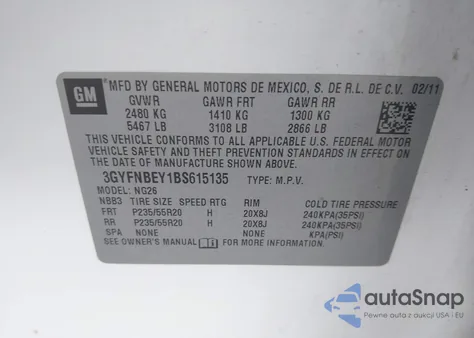 GM
MFD BY GENERAL MOTORS DE MEXICO, S. DE R.L. DE C.V. 02/11
GVWR GAWR FRT GAWR RR
2480 KG 1410 KG 1300 KG
5467 LB 3108 LB 2866 LB
THIS VEHICLE CONFORMS TO ALL APPLICABLE U.S. FEDERAL MOTOR
VEHICLE SAFETY AND THEFT PREVENTION STANDARDS IN EFFECT
ON THE DATE OF MANUFACTURE SHOWN ABOVE.
3GYFNBEY1BS615135 TYPE: M.P.V.
MODEL: NG26
NBB3 TIRE SIZE SPEED RTG RIM COLD TIRE PRESSURE
FRT P235/55R20 H 20X8J 240KPA(35PSI)
RR P235/55R20 H 20X8J 240KPA(35PSI)
SPA NONE NONE KPA(PSI)
SEE OWNER'S MANUAL FOR MORE INFORMATION.
autoSnap
Pewne auta z aukcji USA i EU